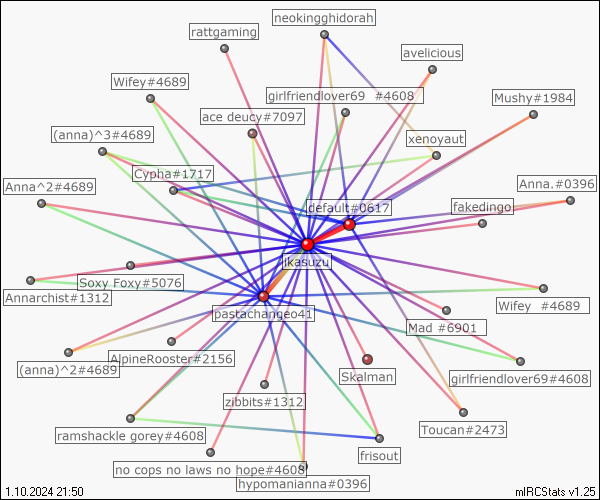 neokingghidorah
rattgaming
avelicious
Wifey#4689
girlfriendlover69 #4608
Mushy#1984
ace deucy#7097
(anna)^3#4689
xenoyaut
Cypha#1717
Anna^2#4689
Anna.#0396
default#0617
fakedingo
jkasuzu
Soxy Foxy#5076
Annarchist#1312
Wifey #4689
pastachangeo41
Mad #6901
AlpineRooster#2156
(anna)^2#4689
Skalman
girlfriendlover69#4608
zibbits#1312
Toucan#2473
ramshackle gorey#4608
frisout
no cops no laws no hope#4608
hypomanianna#0396
1.10.2024 21:50
mIRCStats v1.25